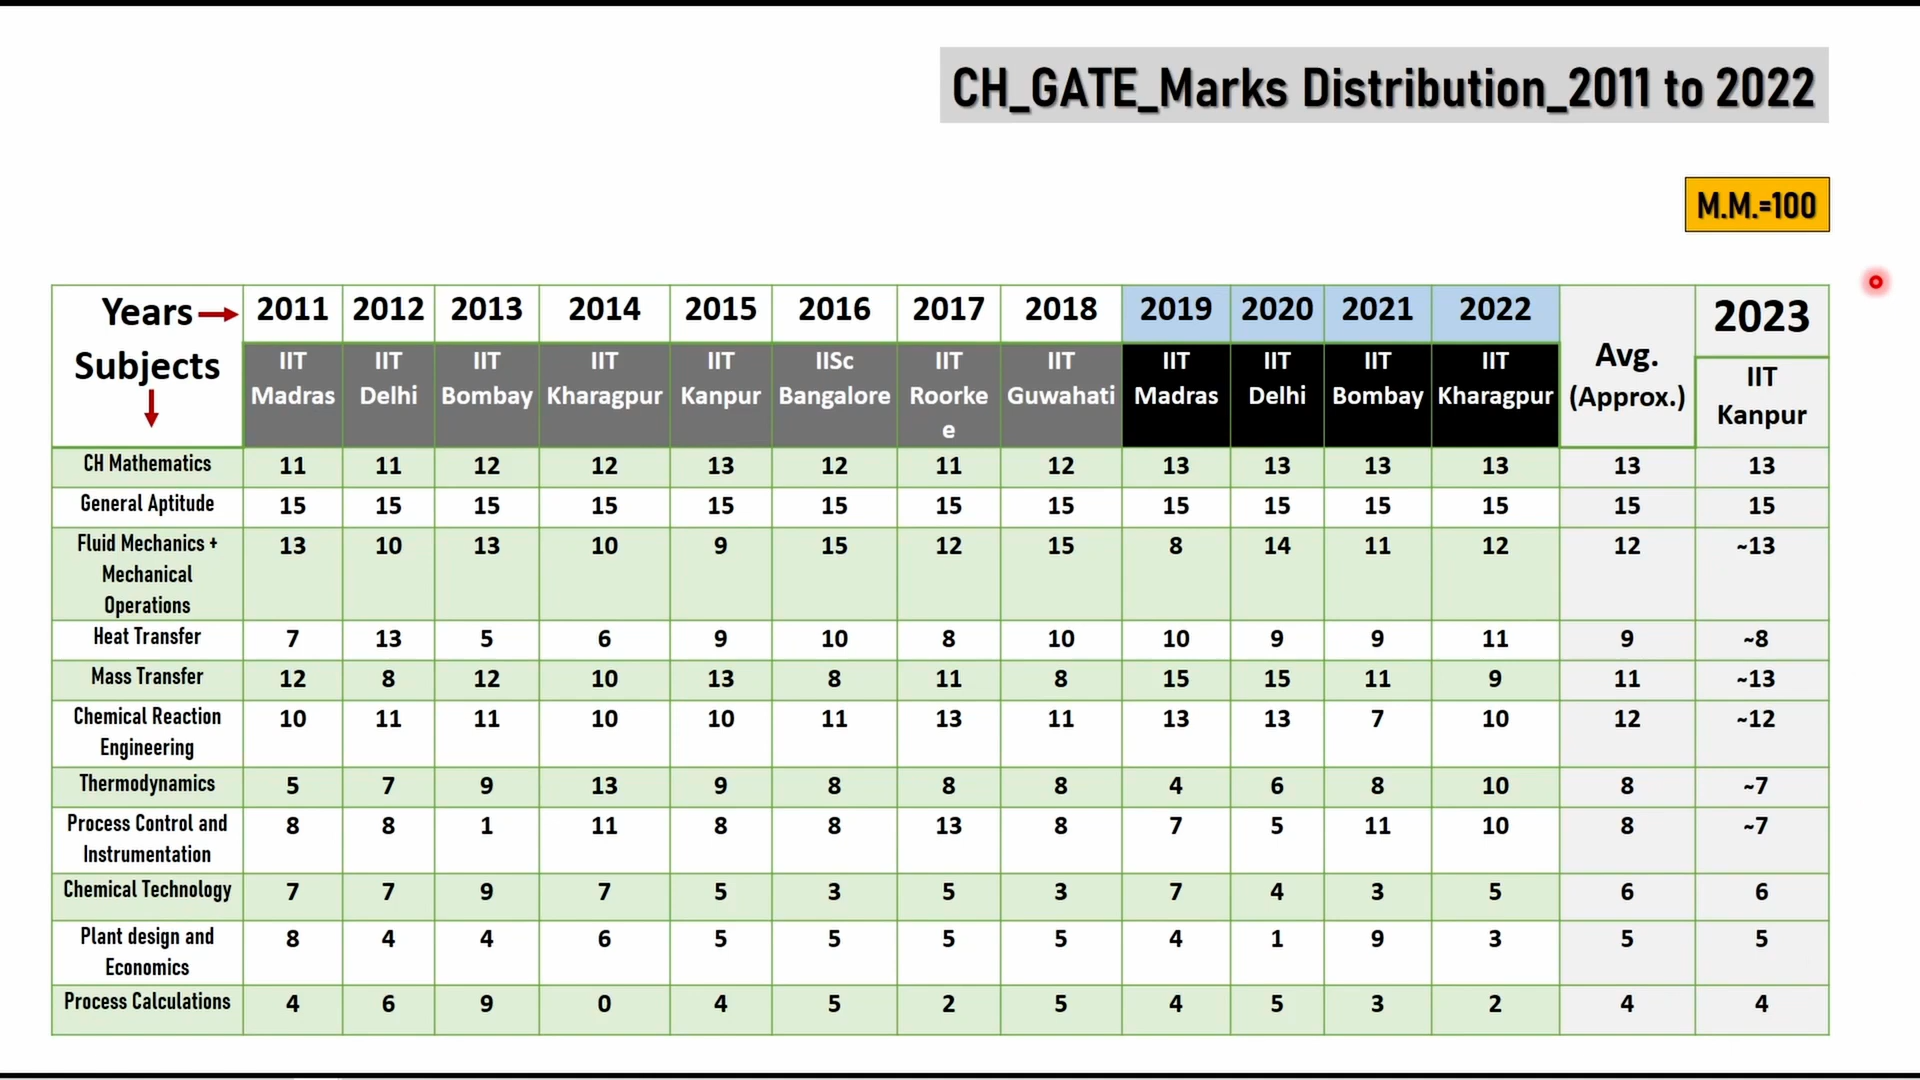 CH_GATE_Marks Distribution_2011 to 2022
M.M.=100
Years 2011 2012 2013 2014 2015 2016 2017 2018 2019 2020 2021 2022 Avg. (Approx.) 2023
Subjects IIT Madras IIT Delhi IIT Bombay IIT Kharagpur IIT Kanpur IISc Bangalore IIT Roorkee IIT Guwahati IIT Madras IIT Delhi IIT Bombay IIT Kharagpur IIT Kanpur
CH Mathematics 11 11 12 12 13 12 11 12 13 13 13 13 13 13
General Aptitude 15 15 15 15 15 15 15 15 15 15 15 15 15 15
Fluid Mechanics + Mechanical Operations 13 10 13 10 9 15 12 15 8 14 11 12 12 ~13
Heat Transfer 7 13 5 6 9 10 8 10 10 9 9 11 9 ~8
Mass Transfer 12 8 12 10 13 8 11 8 15 15 11 9 11 ~13
Chemical Reaction Engineering 10 11 11 10 10 11 13 11 13 13 7 10 12 ~12
Thermodynamics 5 7 9 13 9 8 8 8 4 6 8 10 8 ~7
Process Control and Instrumentation 8 8 1 11 8 8 13 8 7 5 11 10 8 ~7
Chemical Technology 7 7 9 7 5 3 5 3 7 4 3 5 6 6
Plant design and Economics 8 4 4 6 5 5 5 5 4 1 9 3 5 5
Process Calculations 4 6 9 0 4 5 2 5 4 5 3 2 4 4